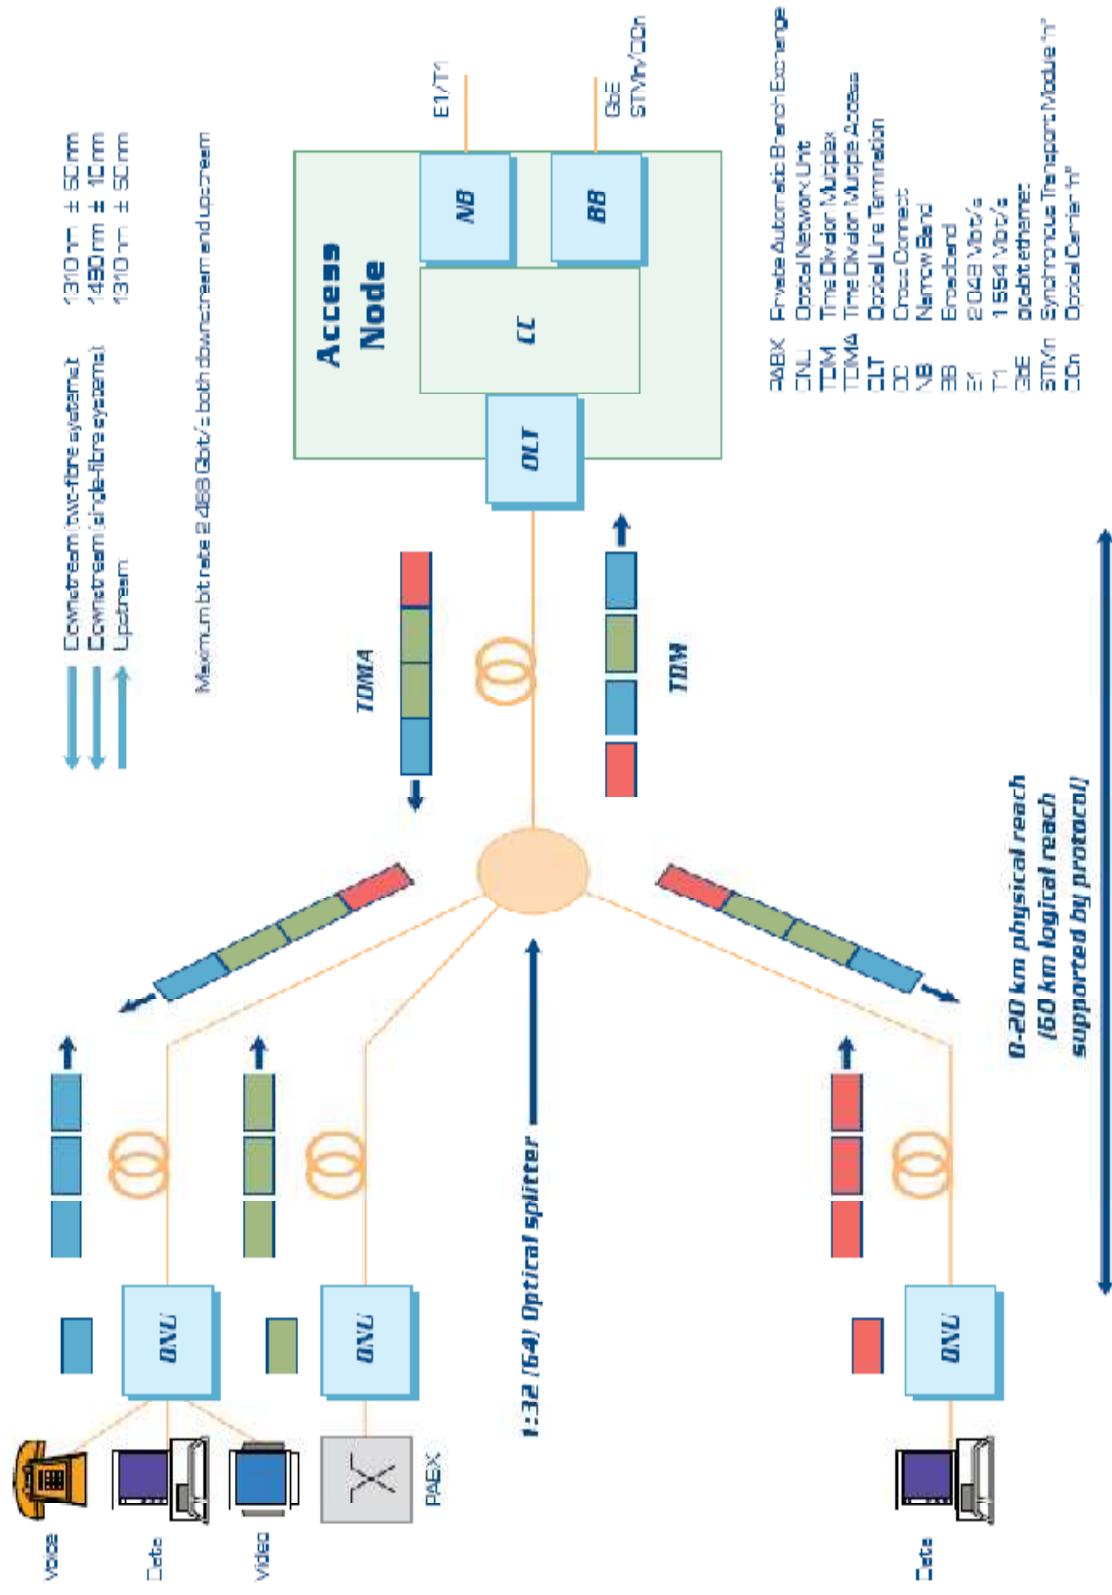 Downstream (two-fibre systems) 1310 nm ± 50 nm
Downstream (single-fibre systems) 1490 nm ± 10 nm
Upstream 1310 nm ± 50 nm
Maximum bit rate 2.488 Gbit/s both downstream and upstream
Voice
Data
Video
PABX
Data
ONU
ONU
ONU
1:32 (64) Optical splitter
TDMA
TDM
Access
Node
OLT
CC
NB
BB
E1/T1
GbE
STMn/OCn
0-20 km physical reach
(60 km logical reach
supported by protocol)
PABX Private Automatic Branch Exchange
ONU Optical Network Unit
TDM Time Division Multiplex
TDMA Time Division Multiple Access
OLT Optical Line Termination
CC Cross Connect
NB Narrow Band
BB Broadband
E1 2.048 Mbit/s
T1 1.554 Mbit/s
GbE gigabit ethernet
STMn Synchronous Transport Module "n"
OCn Optical Carrier "n"